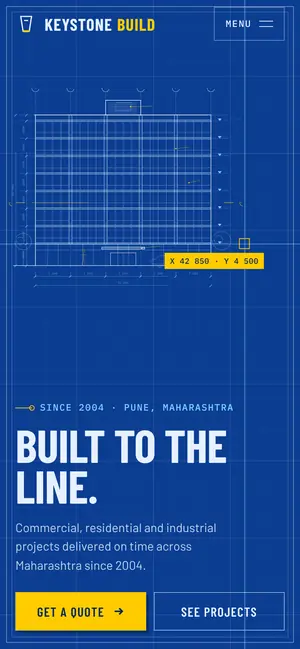 KEYSTONE BUILD
MENU
X 42 850 · Y 4 500
SINCE 2004 · PUNE, MAHARASHTRA
BUILT TO THE
LINE.
Commercial, residential and industrial
projects delivered on time across
Maharashtra since 2004.
GET A QUOTE →
SEE PROJECTS